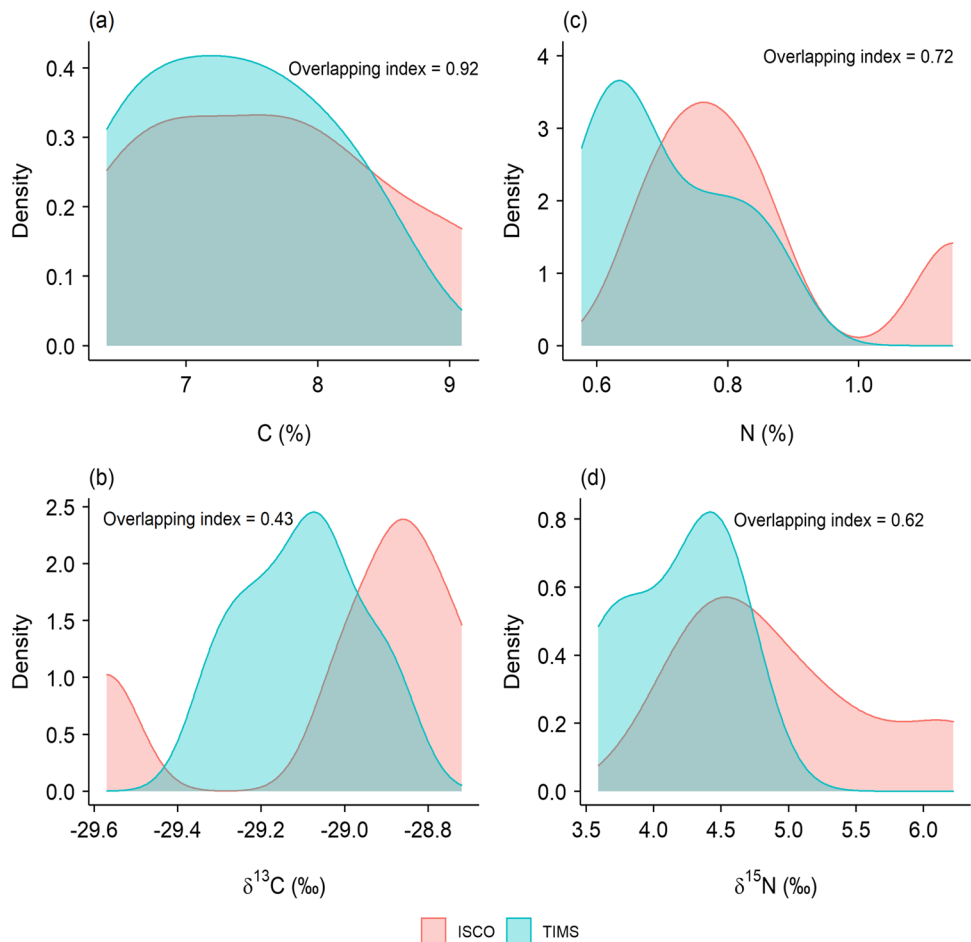 (a)
Overlapping index = 0.92
Density
0.4
0.3
0.2
0.1
0.0
7 8 9
C (%)
(c)
Overlapping index = 0.72
Density
4
3
2
1
0
0.6 0.8 1.0
N (%)
(b)
Overlapping index = 0.43
Density
2.5
2.0
1.5
1.0
0.5
0.0
-29.6 -29.4 -29.2 -29.0 -28.8
δ¹³C (‰)
(d)
Overlapping index = 0.62
Density
0.8
0.6
0.4
0.2
0.0
3.5 4.0 4.5 5.0 5.5 6.0
δ¹⁵N (‰)
ISCO TIMS